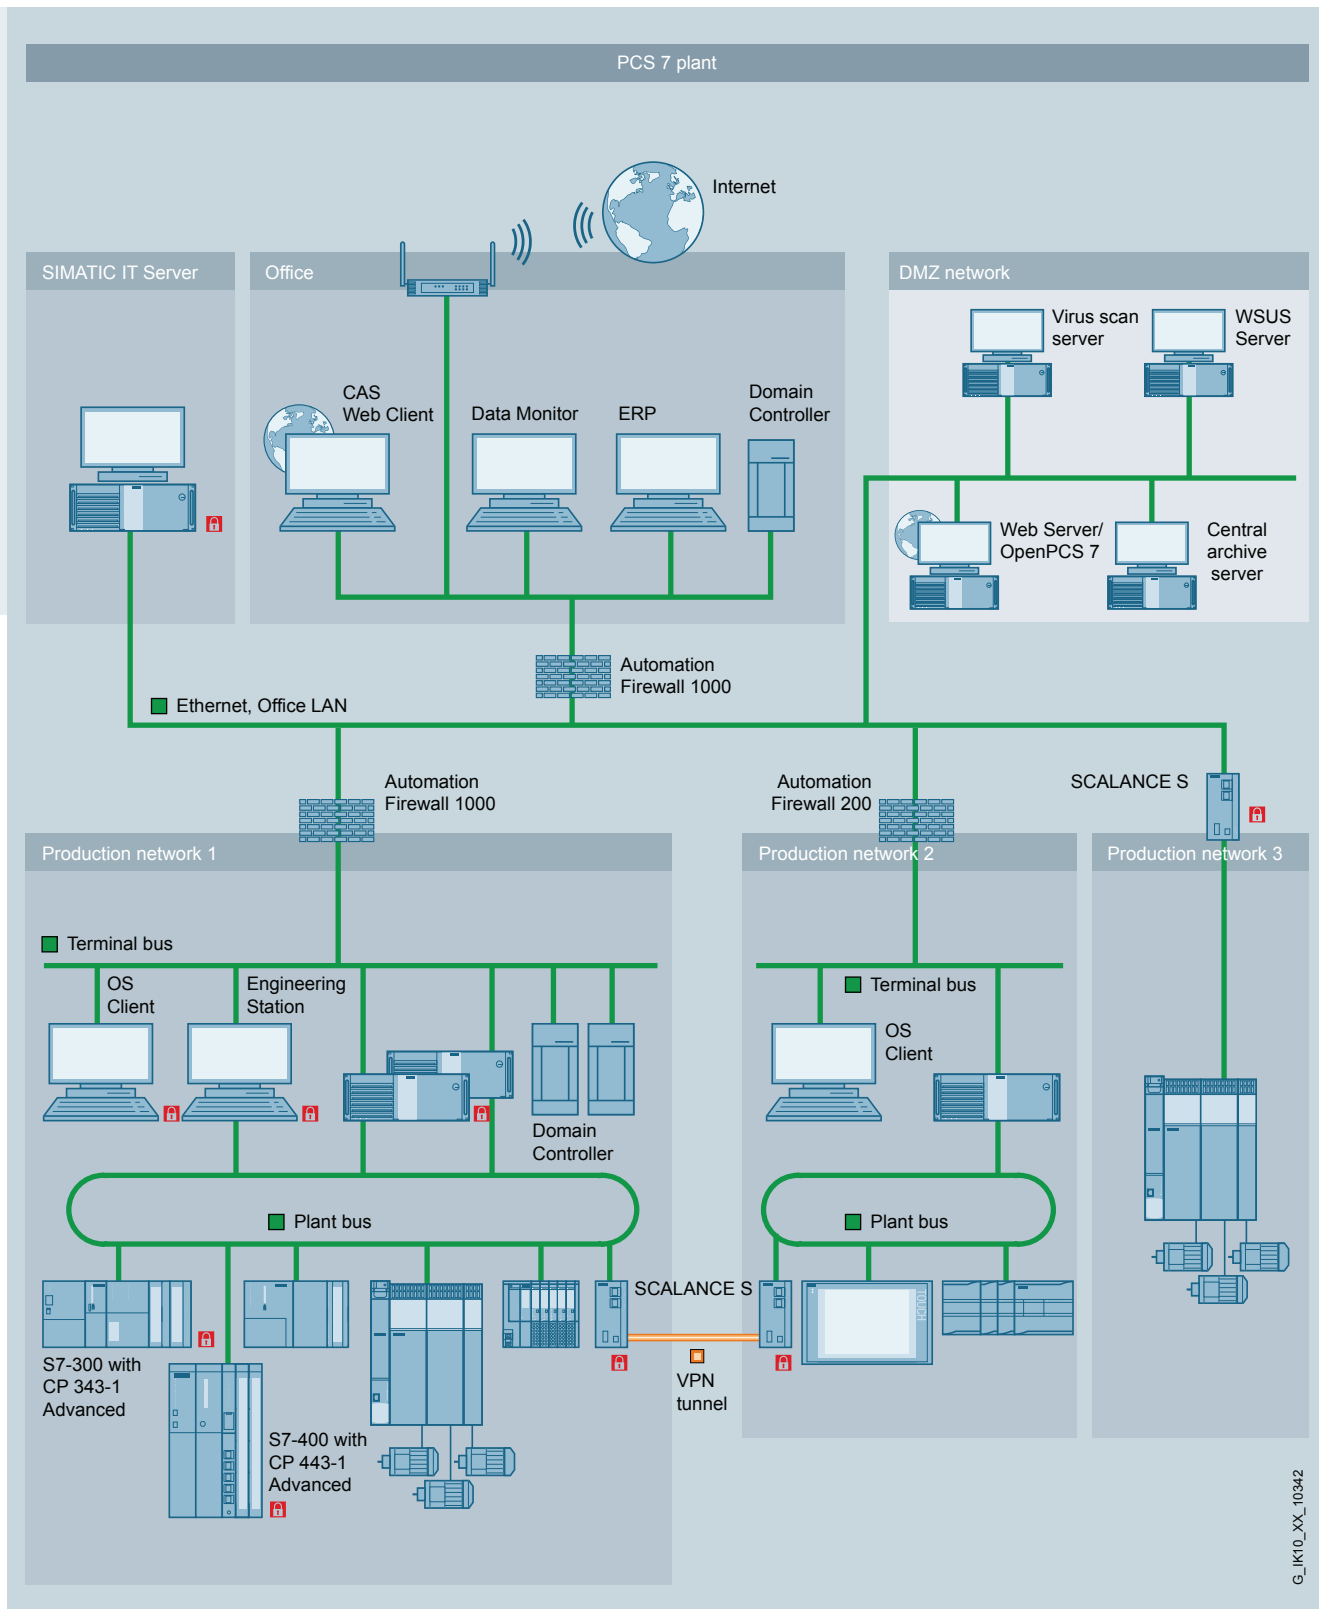 PCS 7 plant
Internet
SIMATIC IT Server
Office
DMZ network
Virus scan
server
WSUS
Server
CAS
Web Client
Data Monitor
ERP
Domain
Controller
Web Server/
OpenPCS 7
Central
archive
server
Automation
Firewall 1000
Ethernet, Office LAN
Automation
Firewall 1000
Automation
Firewall 200
SCALANCE S
Production network 1
Production network 2
Production network 3
Terminal bus
OS
Client
Engineering
Station
Domain
Controller
Terminal bus
OS
Client
Plant bus
Plant bus
SCALANCE S
TOUCH
VPN
tunnel
S7-300 with
CP 343-1
Advanced
S7-400 with
CP 443-1
Advanced
G_IK10_XX_10342